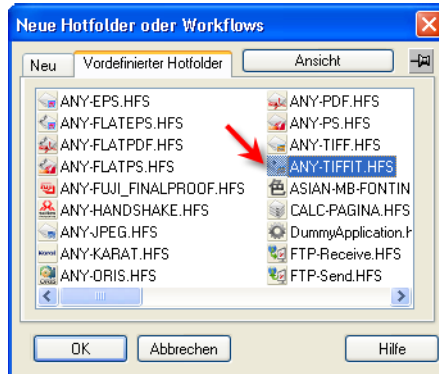 Neue Hotfolder oder Workflows
Neu
Vordefinierter Hotfolder
Ansicht
ANY-EPS.HFS
ANY-FLATEPS.HFS
ANY-FLATPDF.HFS
ANY-FLATPS.HFS
ANY-FUJI_FINALPROOF.HFS
ANY-HANDSHAKE.HFS
ANY-JPEG.HFS
ANY-KARAT.HFS
ANY-ORIS.HFS
ANY-PDF.HFS
ANY-PS.HFS
ANY-TIFF.HFS
ANY-TIFFIT.HFS
ASIAN-MB-FONTIN
CALC-PAGINA.HFS
DummyApplication.h
FTP-Receive.HFS
FTP-Send.HFS
OK
Abbrechen
Hilfe